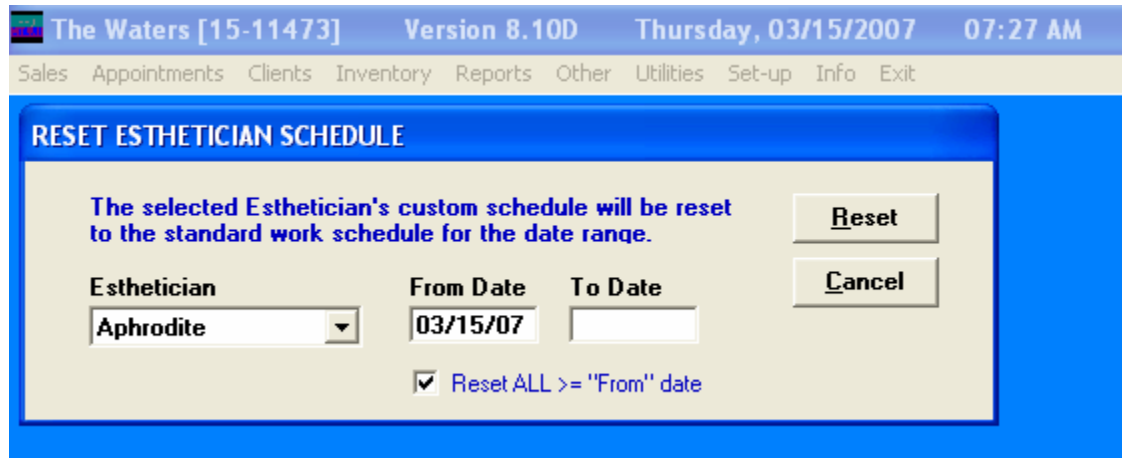 The Waters [15-11473] Version 8.10D Thursday, 03/15/2007 07:27 AM
Sales Appointments Clients Inventory Reports Other Utilities Set-up Info Exit
RESET ESTHETICIAN SCHEDULE
The selected Esthetician's custom schedule will be reset
to the standard work schedule for the date range.
Reset
Cancel
Esthetician From Date To Date
Aphrodite 03/15/07
Reset ALL >= "From" date